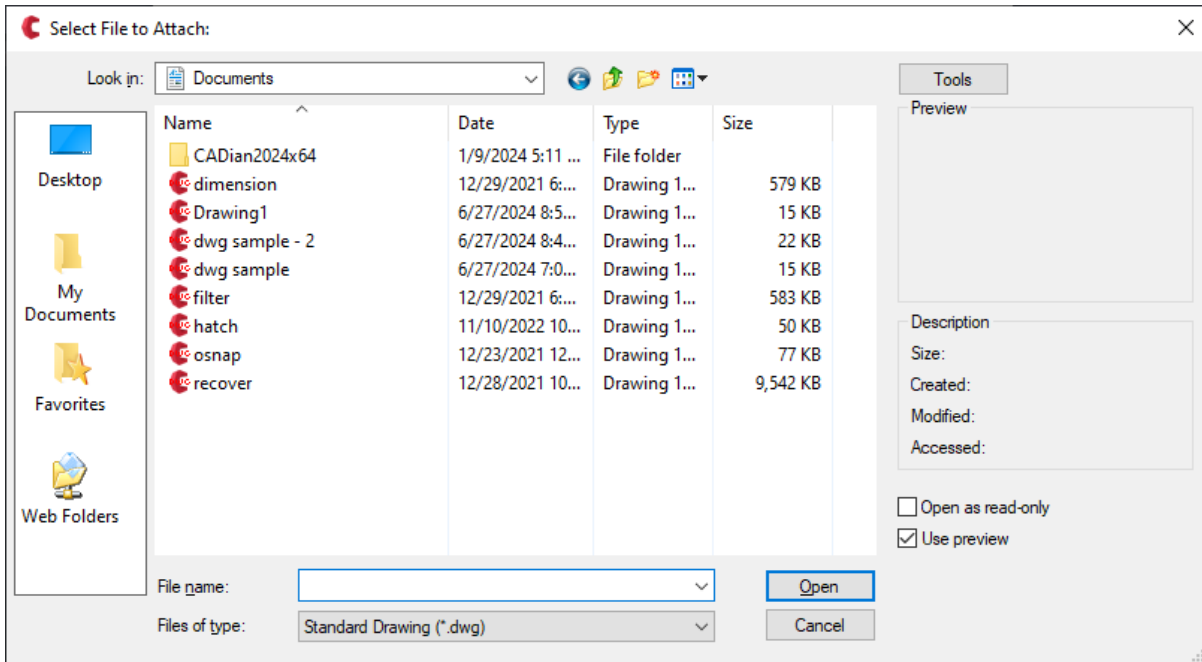 Select File to Attach:
Look in: Documents
Tools
Name Date Type Size
CADian2024x64 1/9/2024 5:11 ... File folder
dimension 12/29/2021 6:... Drawing 1... 579 KB
Drawing1 6/27/2024 8:5... Drawing 1... 15 KB
dwg sample - 2 6/27/2024 8:4... Drawing 1... 22 KB
dwg sample 6/27/2024 7:0... Drawing 1... 15 KB
filter 12/29/2021 6:... Drawing 1... 583 KB
hatch 11/10/2022 10... Drawing 1... 50 KB
osnap 12/23/2021 12... Drawing 1... 77 KB
recover 12/28/2021 10... Drawing 1... 9,542 KB
Desktop
My
Documents
Favorites
Web Folders
Preview
Description
Size:
Created:
Modified:
Accessed:
Open as read-only
Use preview
File name:
Open
Files of type: Standard Drawing (*.dwg)
Cancel